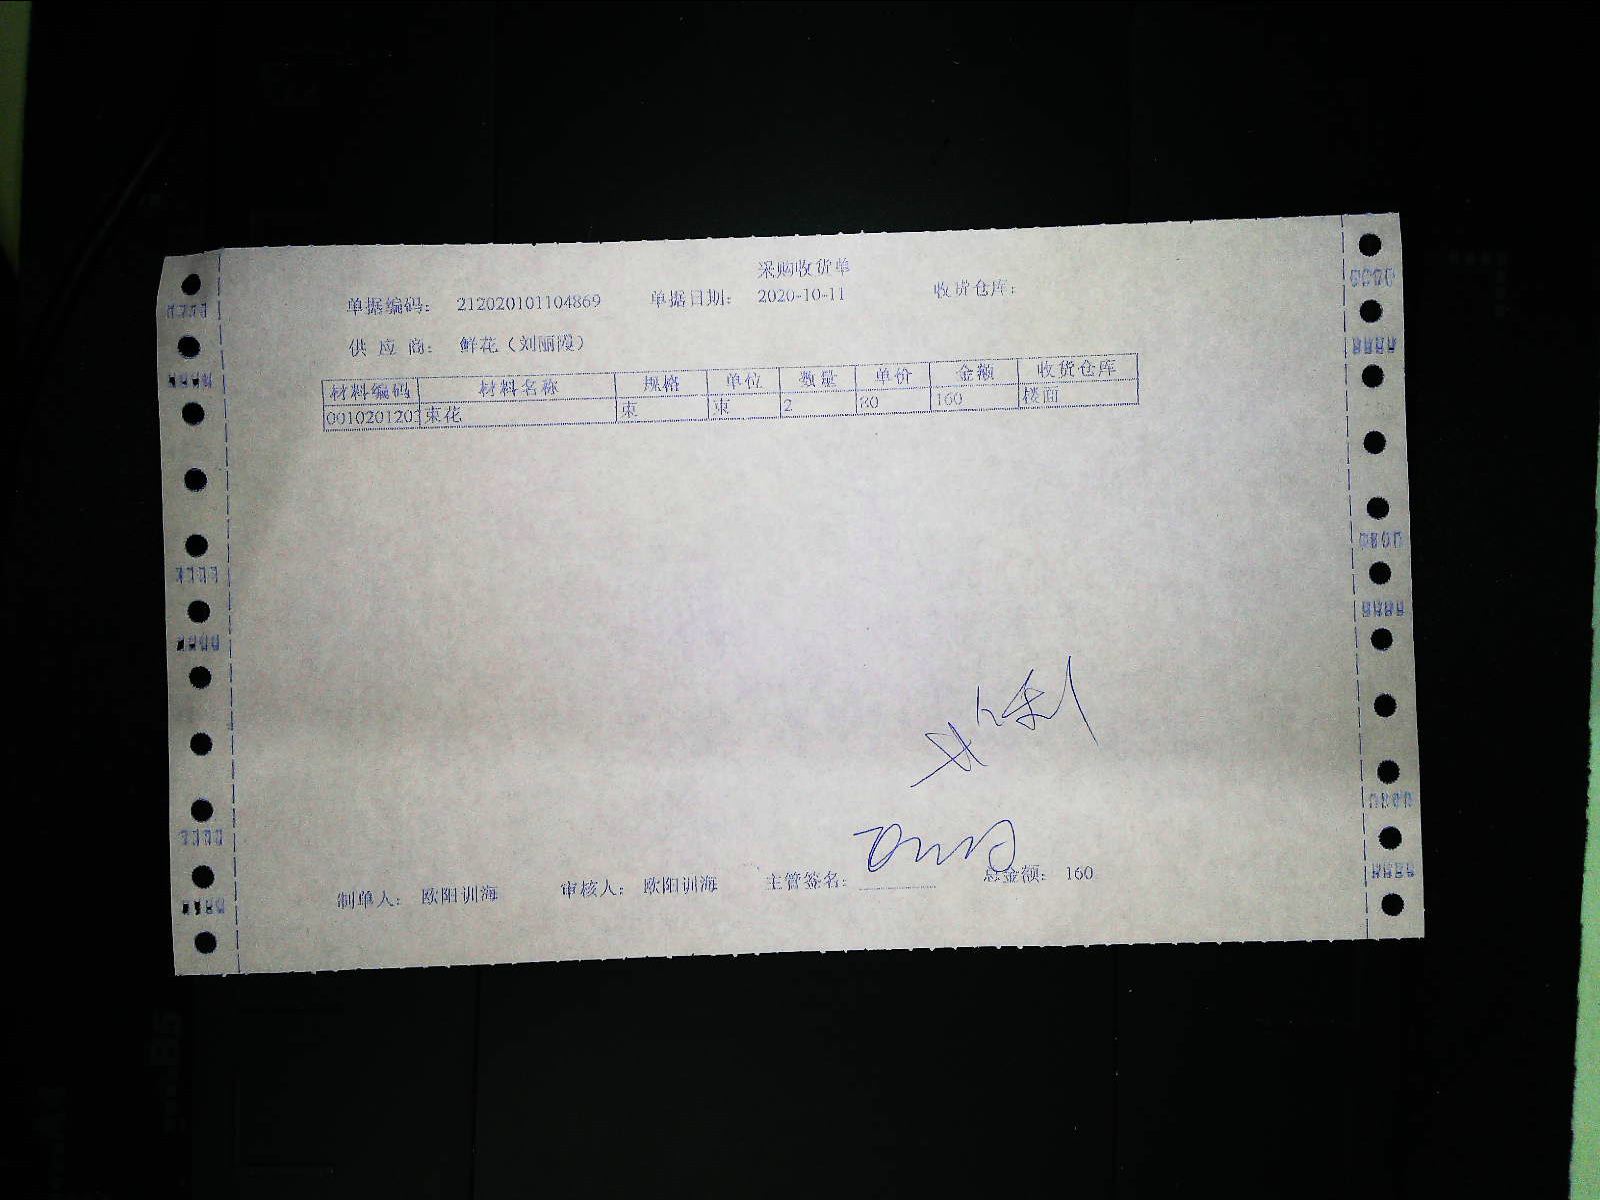 采购收货单
单据编码： 212020101104869 单据日期： 2020-10-11 收货仓库：
供 应 商： 鲜花（刘丽霞）
材料编码 材料名称 规格 单位 数量 单价 金额 收货仓库
0010201203 束花 束 束 2 80 160 楼面
制单人： 欧阳训海 审核人： 欧阳训海 主管签名： 总金额： 160